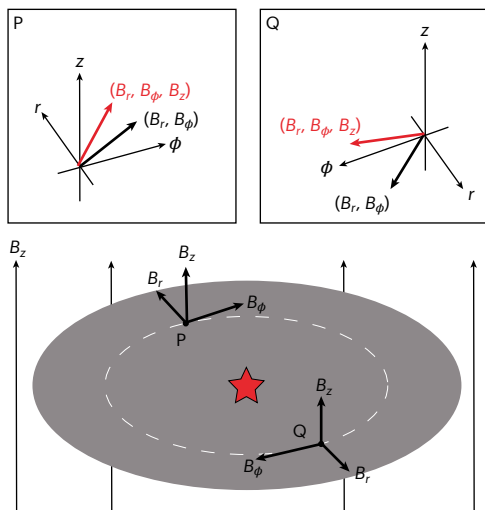 P
z
r
(B_r, B_ϕ, B_z)
(B_r, B_ϕ)
ϕ
Q
z
(B_r, B_ϕ, B_z)
ϕ
(B_r, B_ϕ)
r
B_z
B_z
B_r
B_ϕ
P
B_z
Q
B_ϕ
B_r